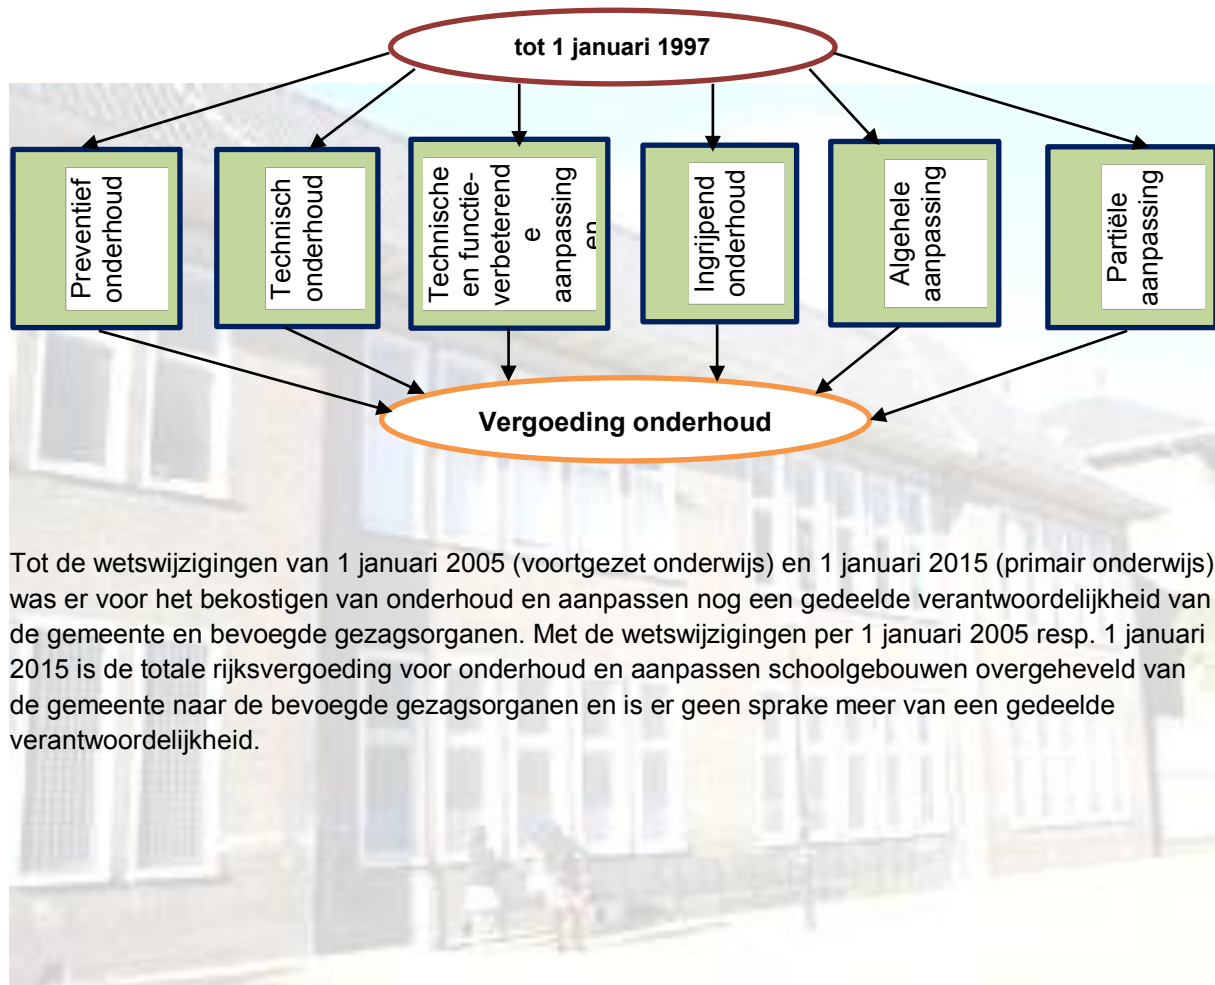 tot 1 januari 1997
Preventief
onderhoud
Technisch
onderhoud
Technische
en functie-
verbeterend
e
aanpassing
en
Ingrijpend
onderhoud
Algehele
aanpassing
Partiële
aanpassing
Vergoeding onderhoud
Tot de wetswijzigingen van 1 januari 2005 (voortgezet onderwijs) en 1 januari 2015 (primair onderwijs)
was er voor het bekostigen van onderhoud en aanpassen nog een gedeelde verantwoordelijkheid van
de gemeente en bevoegde gezagsorganen. Met de wetswijzigingen per 1 januari 2005 resp. 1 januari
2015 is de totale rijksvergoeding voor onderhoud en aanpassen schoolgebouwen overgeheveld van
de gemeente naar de bevoegde gezagsorganen en is er geen sprake meer van een gedeelde
verantwoordelijkheid.